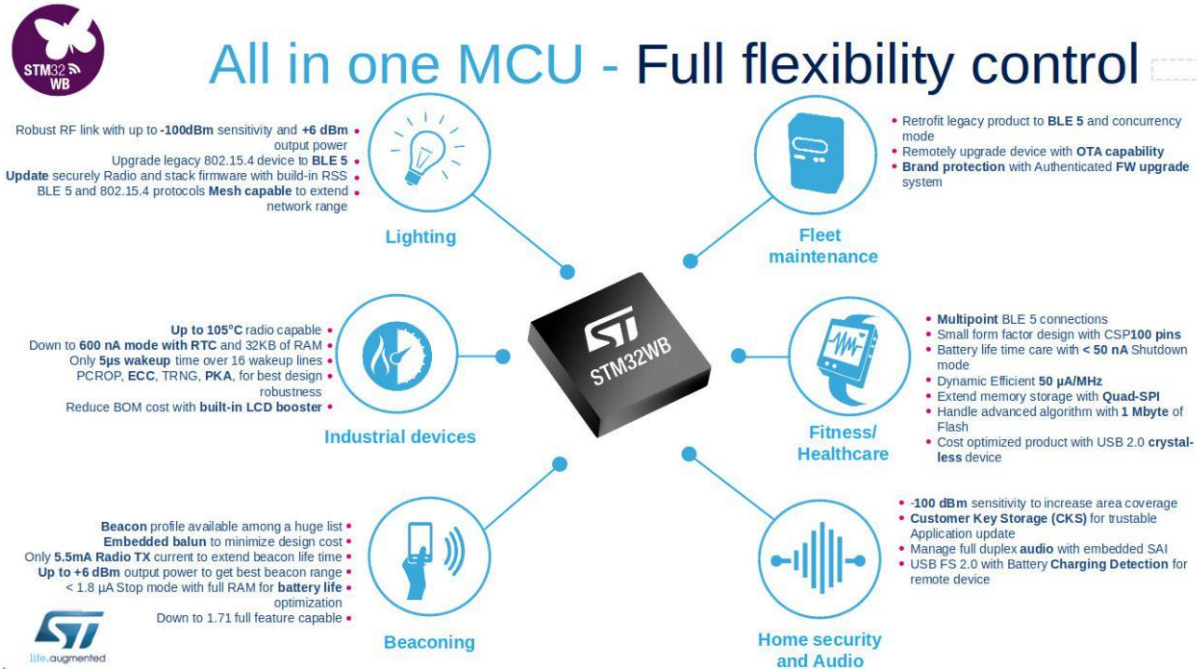 STM32
WB
All in one MCU - Full flexibility control
Robust RF link with up to -100dBm sensitivity and +6 dBm
output power
Upgrade legacy 802.15.4 device to BLE 5
Update securely Radio and stack firmware with build-in RSS
BLE 5 and 802.15.4 protocols Mesh capable to extend
network range
Lighting
Retrofit legacy product to BLE 5 and concurrency
mode
Remotely upgrade device with OTA capability
Brand protection with Authenticated FW upgrade
system
Fleet
maintenance
Up to 105°C radio capable
Down to 600 nA mode with RTC and 32KB of RAM
Only 5µs wakeup time over 16 wakeup lines
PCROP, ECC, TRNG, PKA, for best design
robustness
Reduce BOM cost with built-in LCD booster
Industrial devices
ST
STM32WB
Multipoint BLE 5 connections
Small form factor design with CSP100 pins
Battery life time care with < 50 nA Shutdown
mode
Dynamic Efficient 50 µA/MHz
Extend memory storage with Quad-SPI
Handle advanced algorithm with 1 Mbyte of
Flash
Cost optimized product with USB 2.0 crystal-
less device
Fitness/
Healthcare
Beacon profile available among a huge list
Embedded balun to minimize design cost
Only 5.5mA Radio TX current to extend beacon life time
Up to +6 dBm output power to get best beacon range
< 1.8 µA Stop mode with full RAM for battery life
optimization
Down to 1.71 full feature capable
Beaconing
-100 dBm sensitivity to increase area coverage
Customer Key Storage (CKS) for trustable
Application update
Manage full duplex audio with embedded SAI
USB FS 2.0 with Battery Charging Detection for
remote device
Home security
and Audio
ST
life.augmented